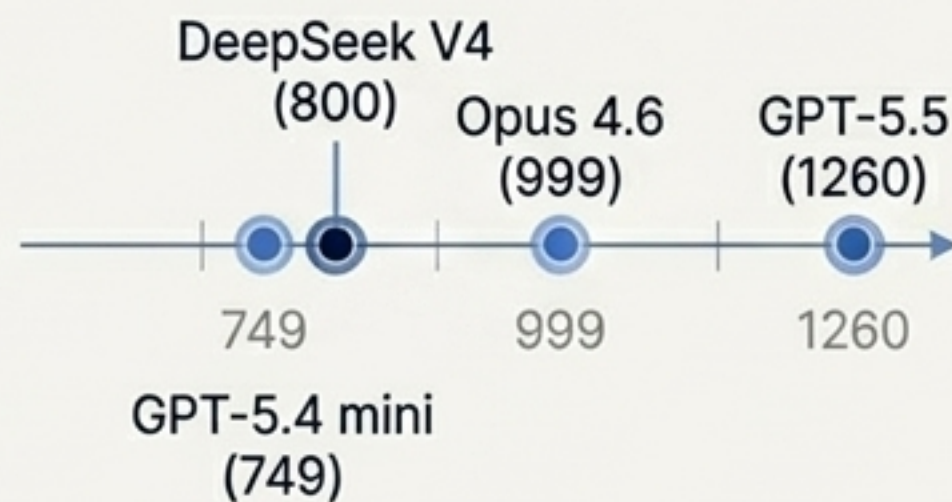 DeepSeek V4
(800)
Opus 4.6
(999)
GPT-5.5
(1260)
749
999
1260
GPT-5.4 mini
(749)